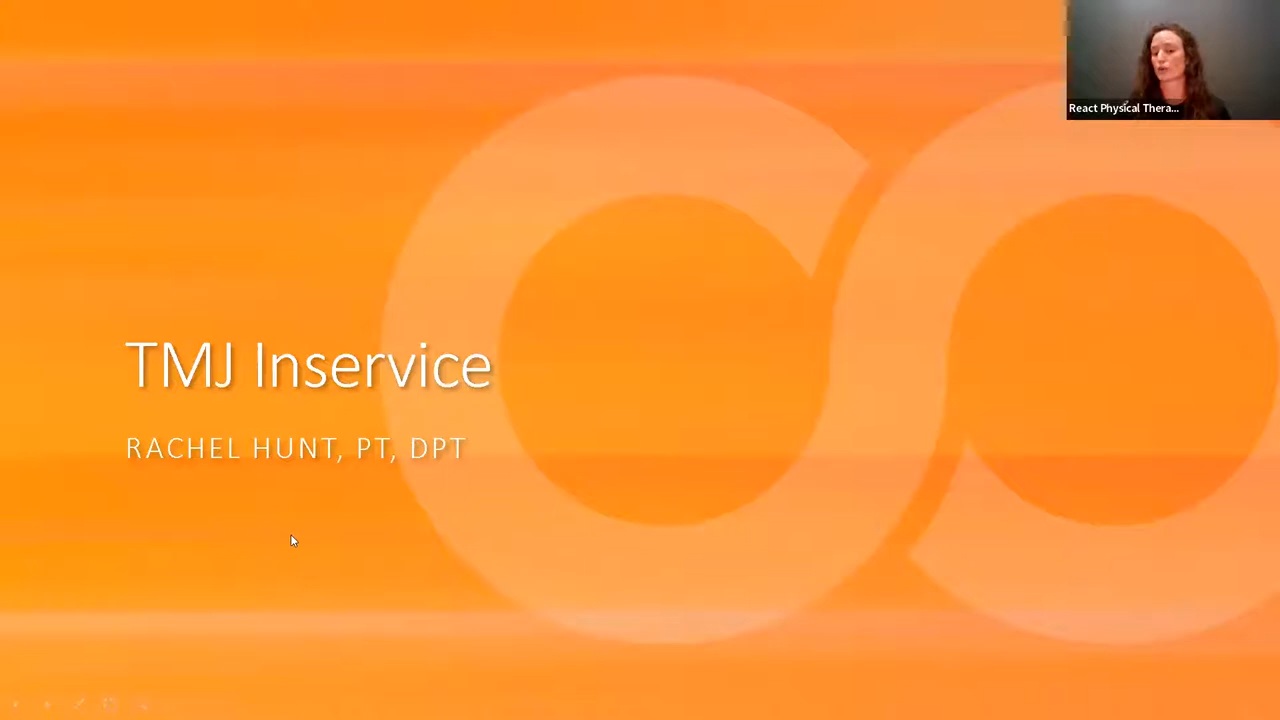 TMJ Inservice
RACHEL HUNT, PT, DPT
React Physical Thera...